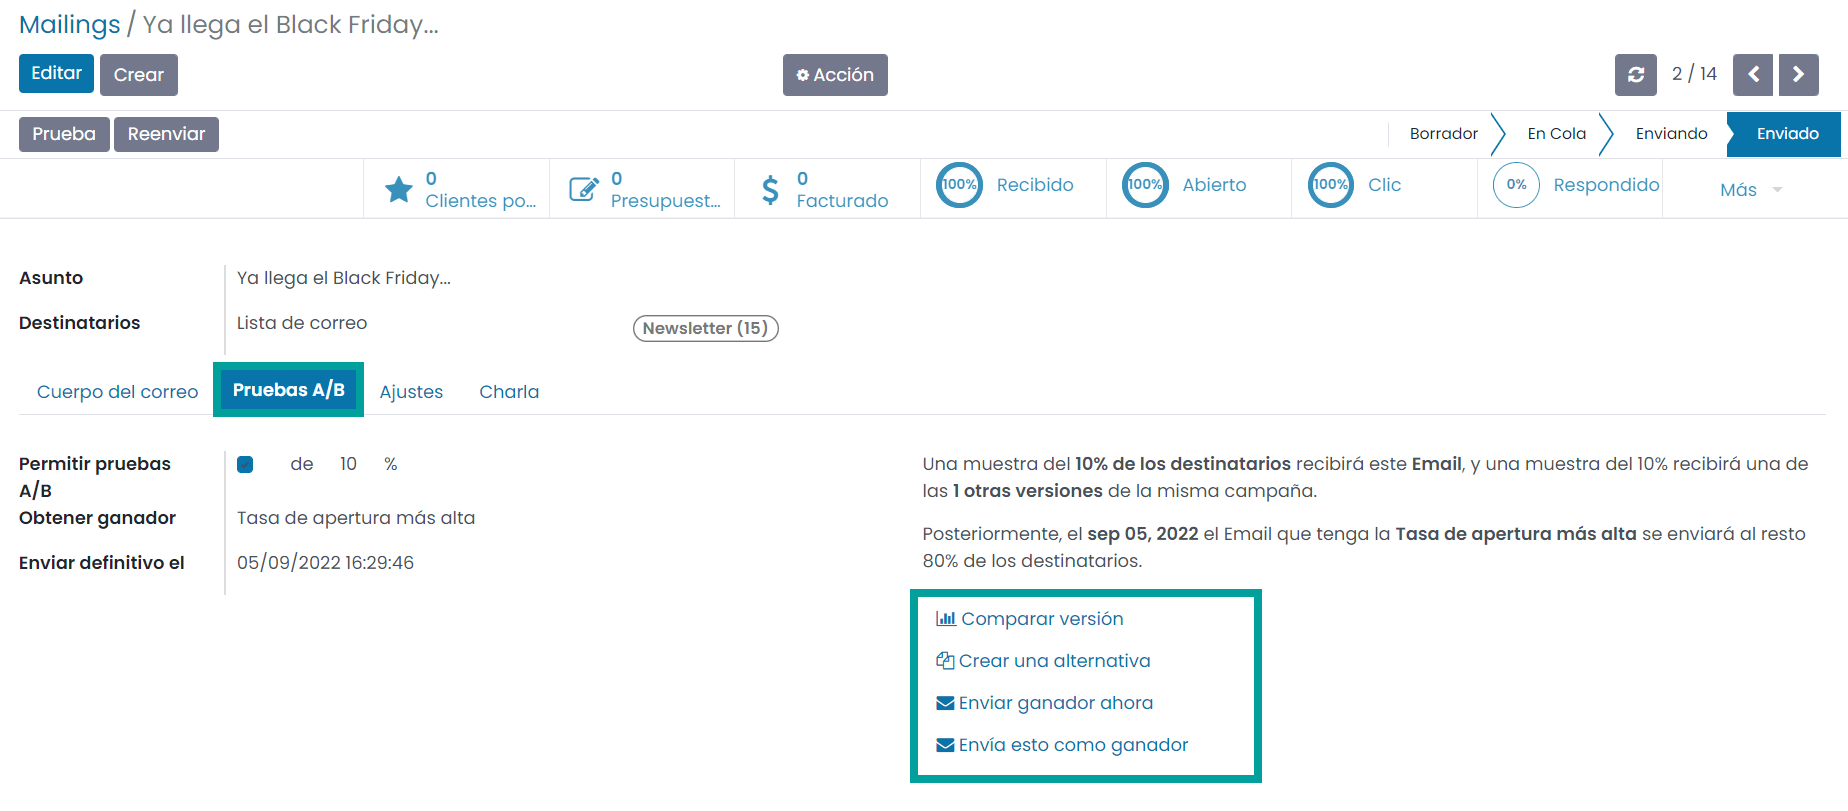 Mailings / Ya llega el Black Friday...
Editar Crear Acción 2 / 14
Prueba Reenviar Borrador En Cola Enviando Enviado
0 Clientes po... 0 Presupuest... 0 Facturado 100% Recibido 100% Abierto 100% Clic 0% Respondido Más
Asunto Ya llega el Black Friday...
Destinatarios Lista de correo Newsletter (15)
Cuerpo del correo Pruebas A/B Ajustes Charla
Permitir pruebas A/B de 10 %
Obtener ganador Tasa de apertura más alta
Enviar definitivo el 05/09/2022 16:29:46
Una muestra del 10% de los destinatarios recibirá este Email, y una muestra del 10% recibirá una de
las 1 otras versiones de la misma campaña.
Posteriormente, el sep 05, 2022 el Email que tenga la Tasa de apertura más alta se enviará al resto
80% de los destinatarios.
Comparar versión
Crear una alternativa
Enviar ganador ahora
Envía esto como ganador